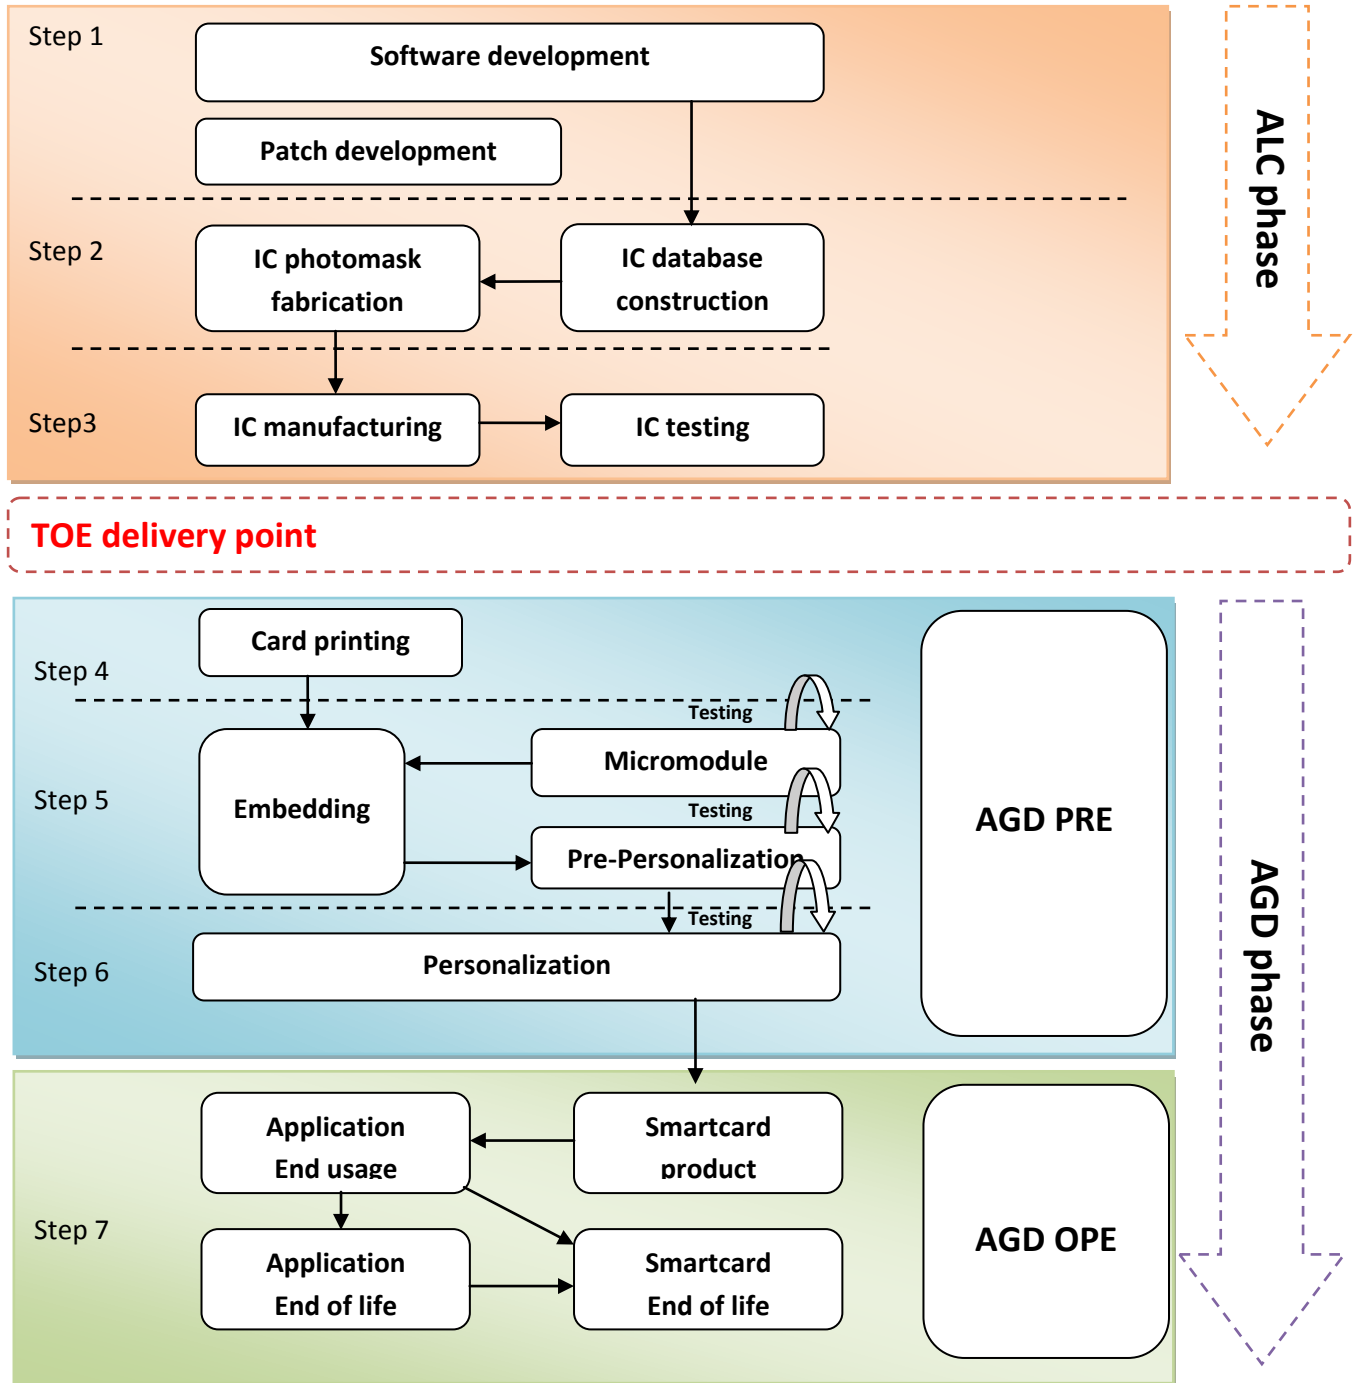 Step 1
Software development
Patch development
ALC phase
Step 2
IC photomask
fabrication
IC database
construction
Step3
IC manufacturing
IC testing
TOE delivery point
Card printing
Step 4
Testing
Micromodule
Step 5
Embedding
Testing
Pre-Personalization
AGD PRE
Testing
Step 6
Personalization
AGD phase
Application
End usage
Smartcard
product
Step 7
Application
End of life
Smartcard
End of life
AGD OPE